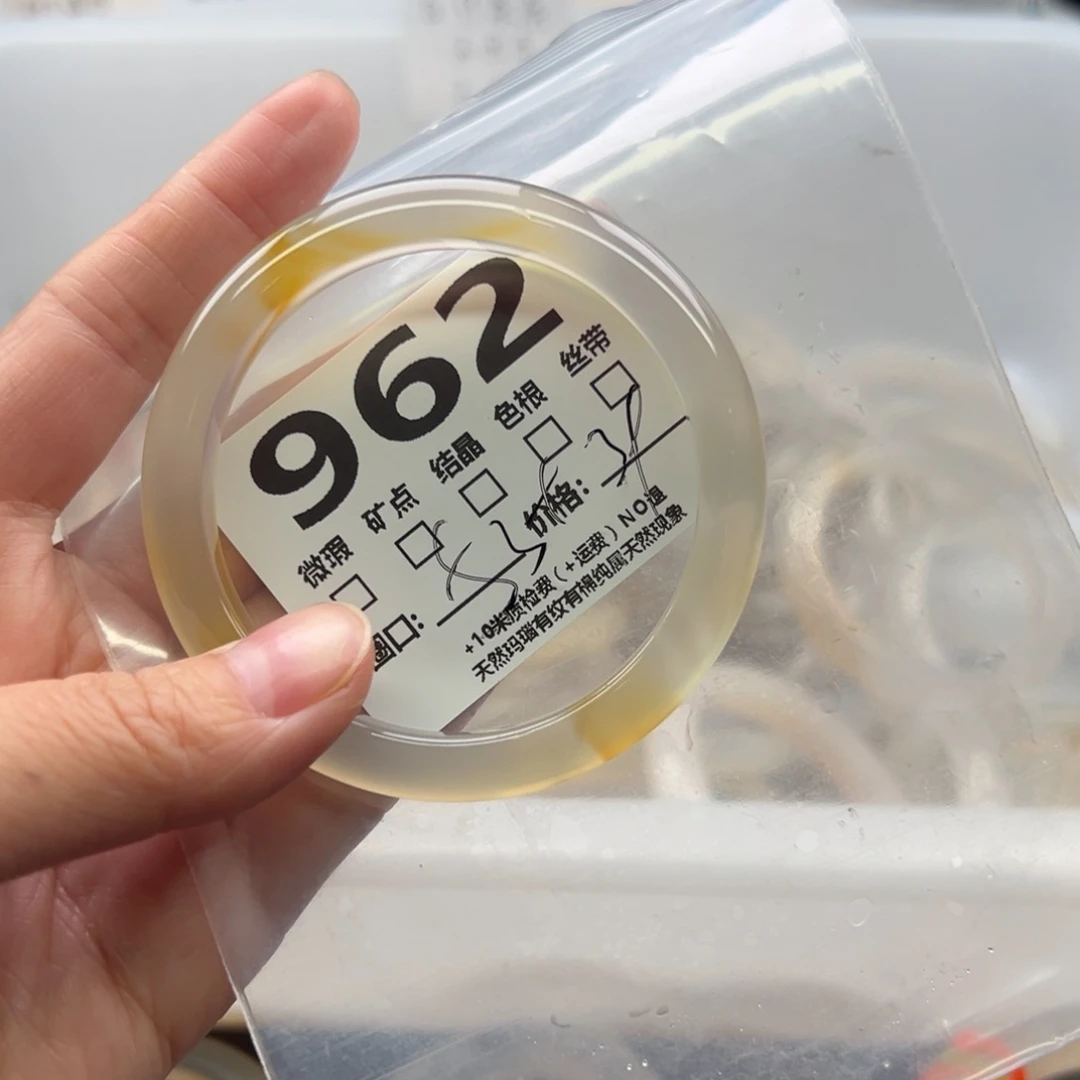 962
微瑕 矿点 结晶 色根 丝带
圈口: 价格:
+10米质检费(+运费)NO退
天然玛瑙有纹有棉纯属天然现象